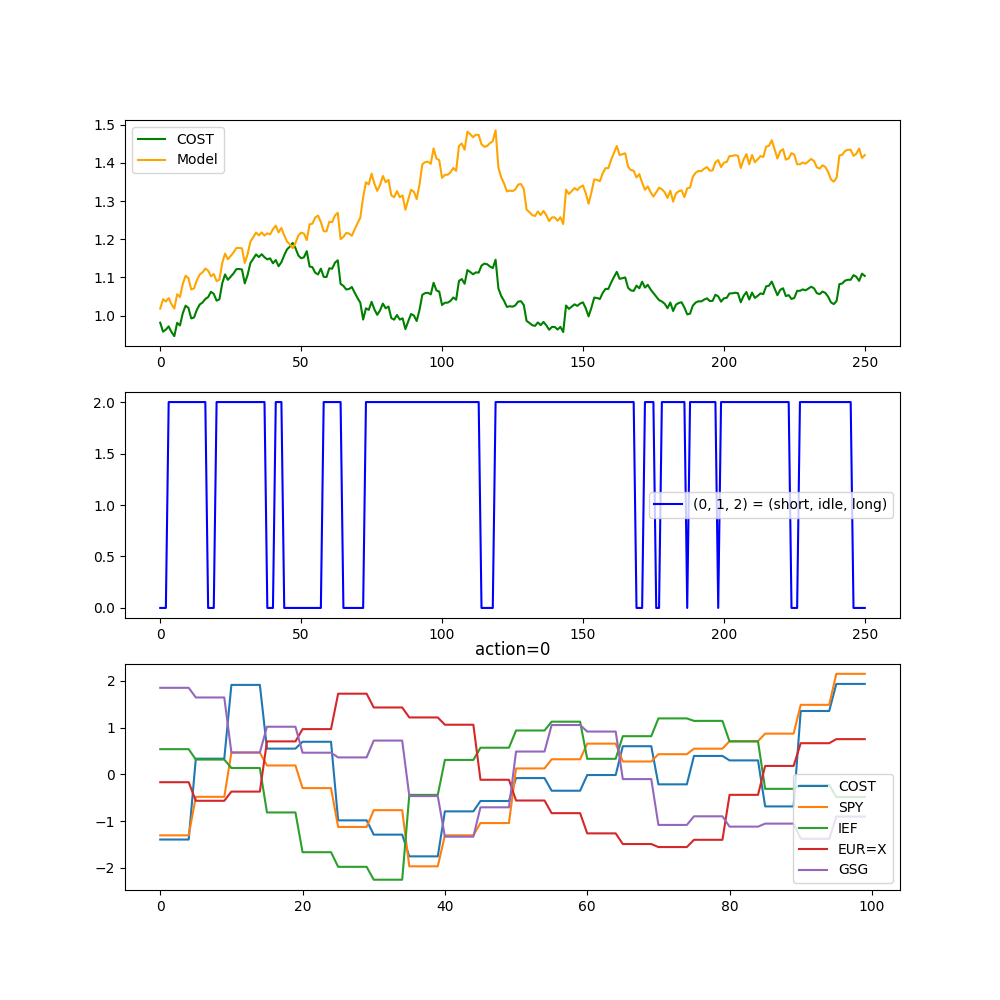 1.5
1.4
1.3
1.2
1.1
1.0
COST
Model
0 50 100 150 200 250
2.0
1.5
1.0
0.5
0.0
(0, 1, 2) = (short, idle, long)
0 50 100 150 200 250
action=0
2
1
0
−1
−2
COST
SPY
IEF
EUR=X
GSG
0 20 40 60 80 100